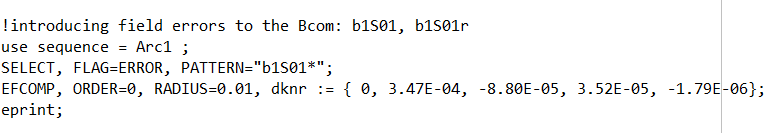 !introducing field errors to the Bcom: b1S01, b1S01r
use sequence = Arc1 ;
SELECT, FLAG=ERROR, PATTERN="b1S01*";
EFCOMP, ORDER=0, RADIUS=0.01, dknr := { 0, 3.47E-04, -8.80E-05, 3.52E-05, -1.79E-06};
eprint;